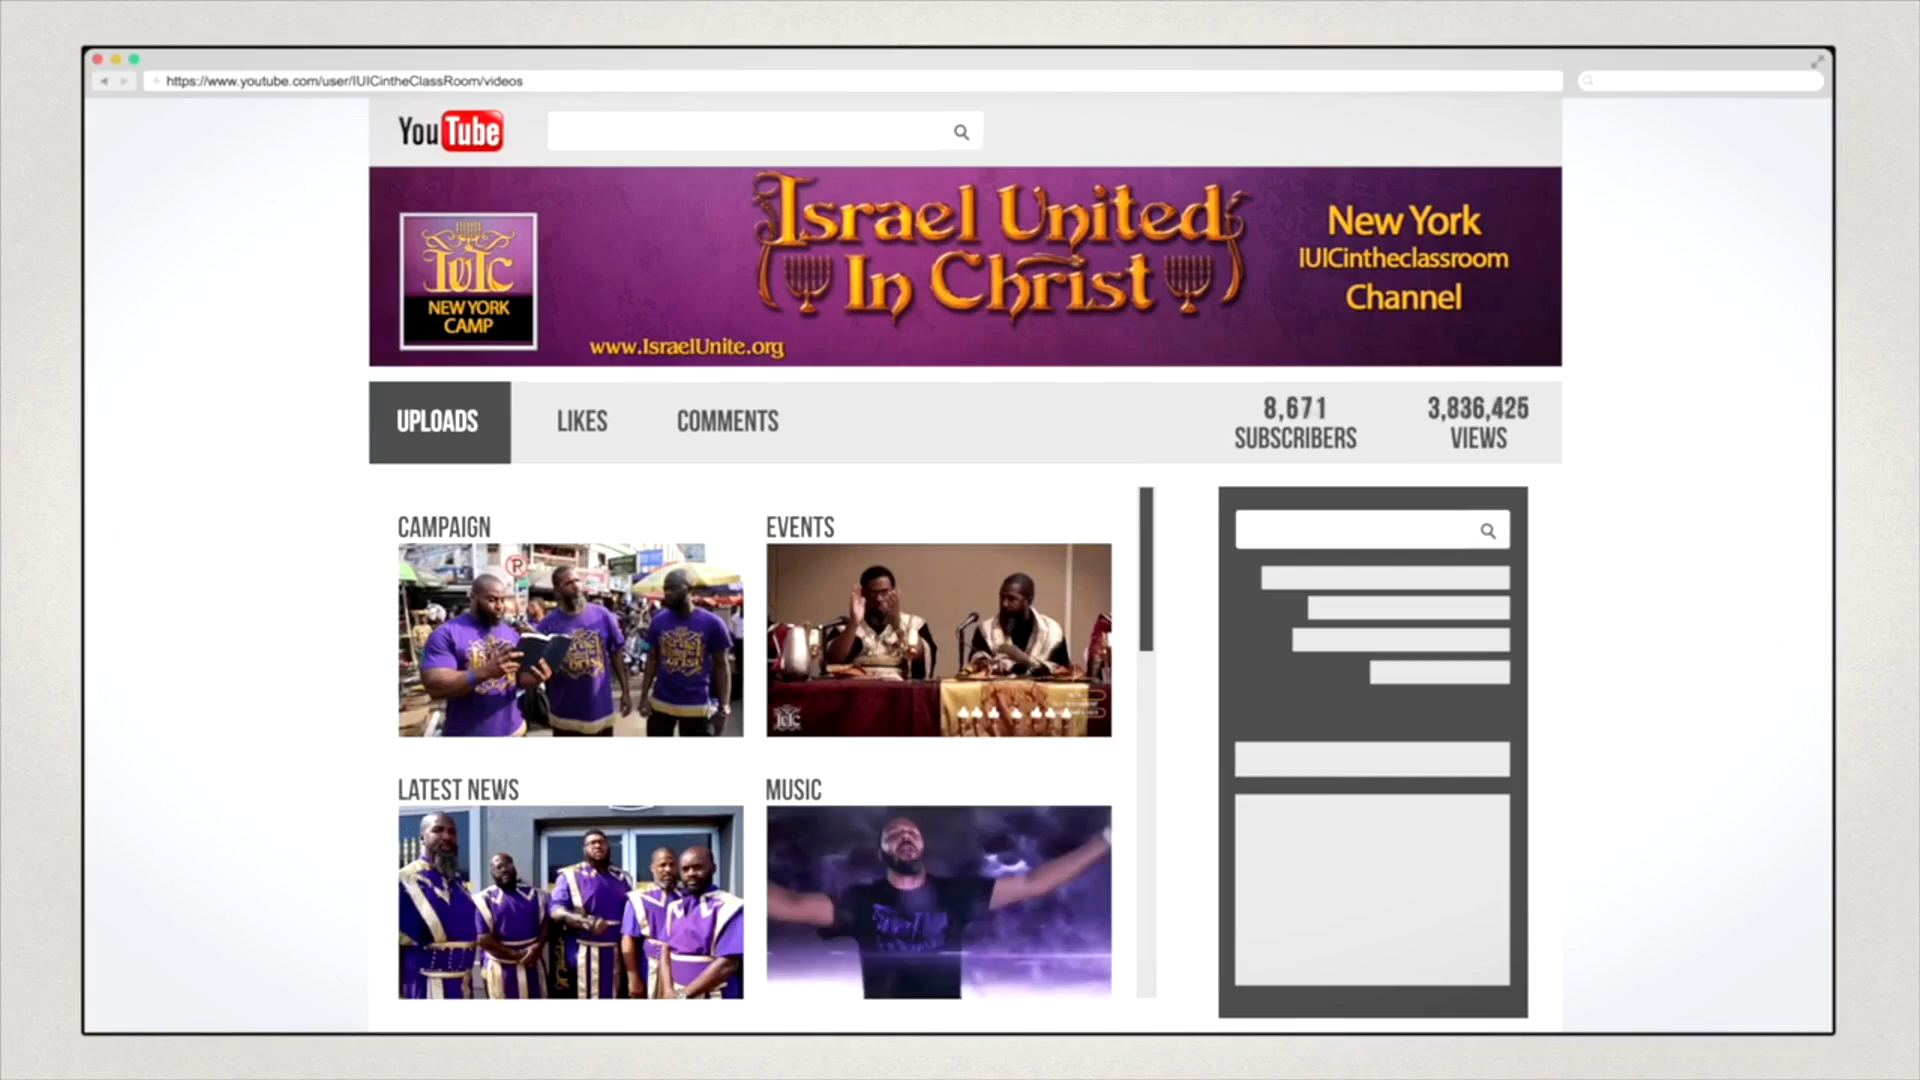 https://www.youtube.com/user/IUICintheClassRoom/videos
YouTube
Israel United
In Christ
New York
IUICintheclassroom
Channel
IUIC
NEW YORK
CAMP
www.IsraelUnite.org
UPLOADS
LIKES
COMMENTS
8,671
SUBSCRIBERS
3,836,425
VIEWS
CAMPAIGN
EVENTS
Israel
IUIC
LATEST NEWS
MUSIC